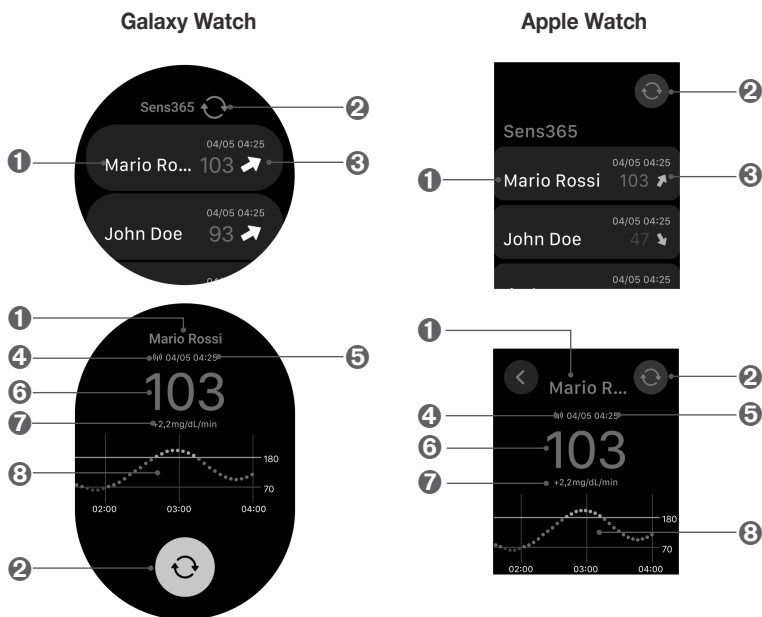 Galaxy Watch
Sens365
2
04/05 04:25
1
Mario Ro... 103
3
04/05 04:25
John Doe 93
1
Mario Rossi
4
04/05 04:25
5
6
103
7
+2,2mg/dL/min
8
180
70
02:00 03:00 04:00
2
Apple Watch
2
Sens365
04/05 04:25
1
Mario Rossi 103
3
04/05 04:25
John Doe 47
04/05 04:25
1
Mario R...
2
4
04/05 04:25
5
6
103
7
+2,2mg/dL/min
180
8
70
02:00 03:00 04:00